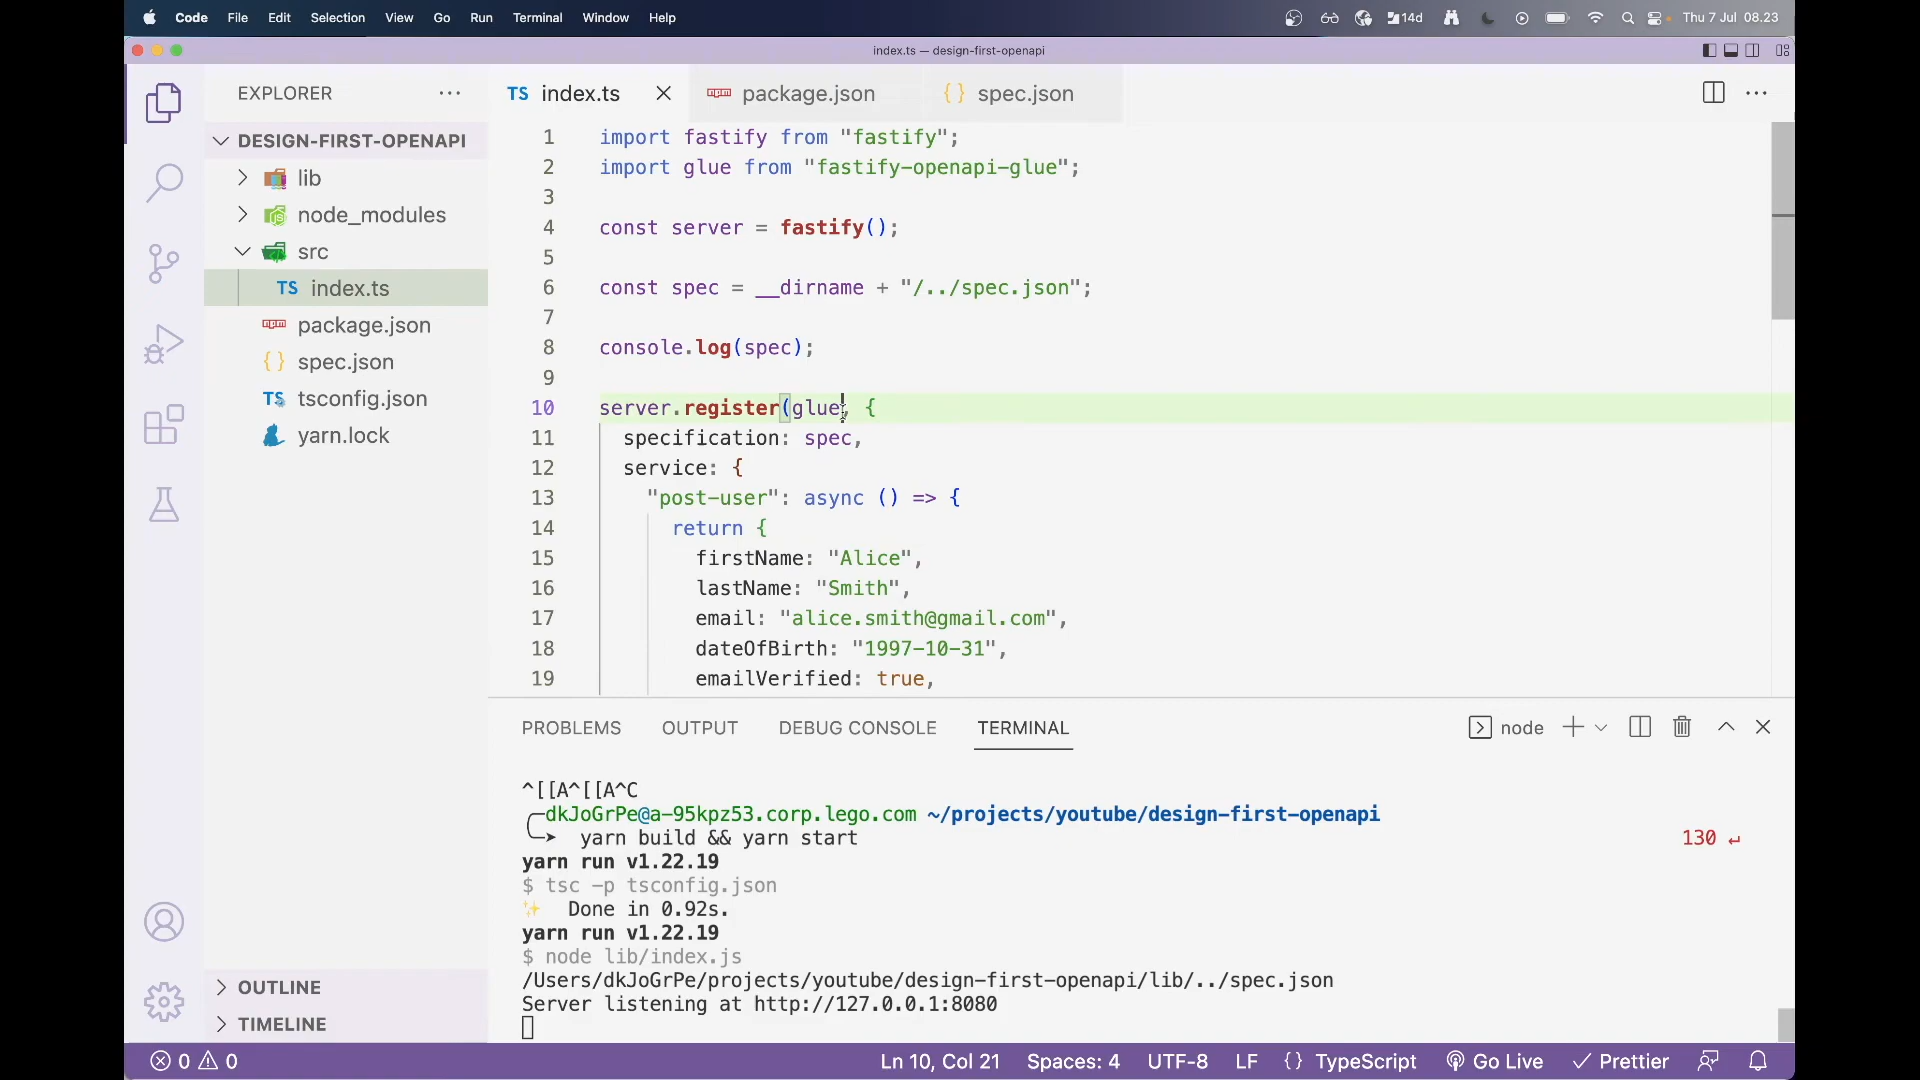 Code File Edit Selection View Go Run Terminal Window Help 14d Thu 7 Jul 08.23
index.ts — design-first-openapi
EXPLORER ···
TS index.ts
package.json
{} spec.json
DESIGN-FIRST-OPENAPI
lib
node_modules
src
TS index.ts
package.json
{} spec.json
TS tsconfig.json
yarn.lock
OUTLINE
TIMELINE
1 import fastify from "fastify";
2 import glue from "fastify-openapi-glue";
3
4 const server = fastify();
5
6 const spec = __dirname + "/../spec.json";
7
8 console.log(spec);
9
10 server.register(glue, {
11 specification: spec,
12 service: {
13 "post-user": async () => {
14 return {
15 firstName: "Alice",
16 lastName: "Smith",
17 email: "alice.smith@gmail.com",
18 dateOfBirth: "1997-10-31",
19 emailVerified: true,
PROBLEMS OUTPUT DEBUG CONSOLE TERMINAL node
^[[A^[[A^C
dkJoGrPe@a-95kpz53.corp.lego.com ~/projects/youtube/design-first-openapi
yarn build && yarn start 130 ↵
yarn run v1.22.19
$ tsc -p tsconfig.json
✨ Done in 0.92s.
yarn run v1.22.19
$ node lib/index.js
/Users/dkJoGrPe/projects/youtube/design-first-openapi/lib/../spec.json
Server listening at http://127.0.0.1:8080
0 0 Ln 10, Col 21 Spaces: 4 UTF-8 LF {} TypeScript Go Live Prettier